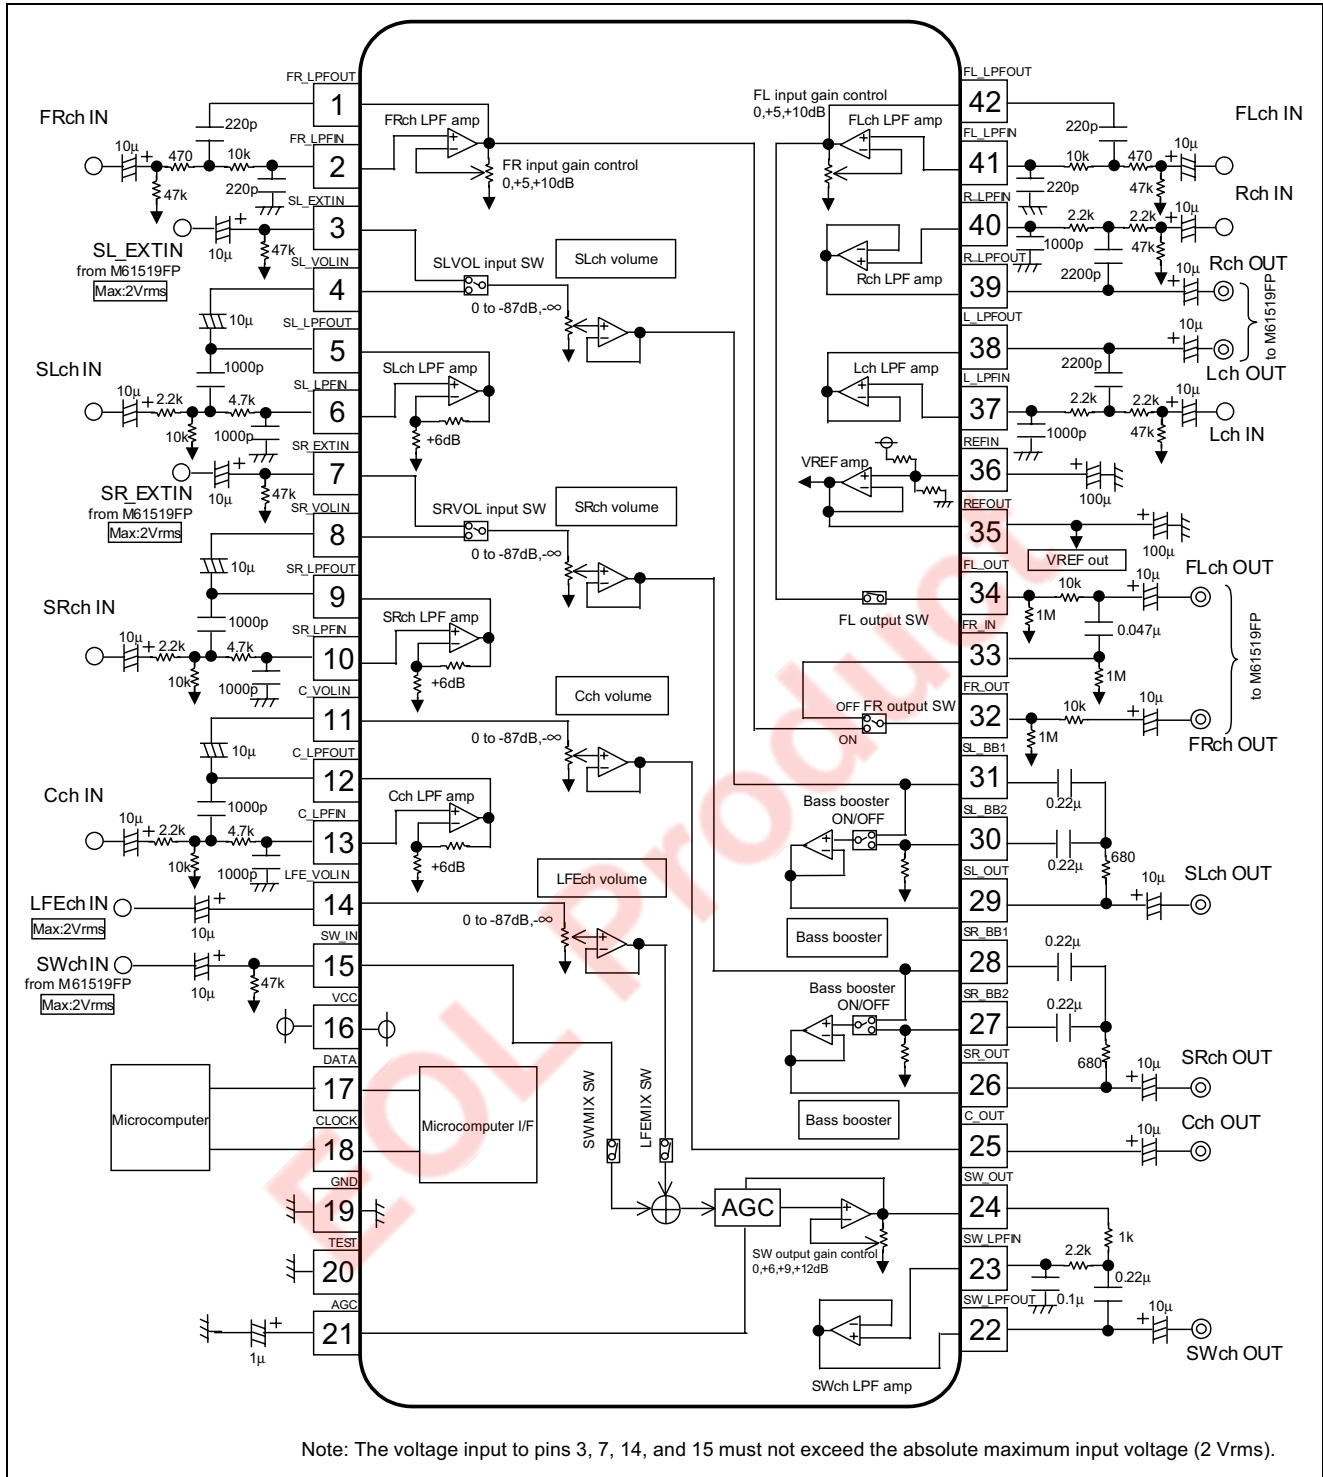 FR_LPFOUT
1
FRch IN
220p
10μ
+
470
10k
FR_LPFIN
2
47k
220p
SL_EXTIN
3
SL_EXTIN
from M61519FP
Max:2Vrms
+
10μ
47k
SL_VOLIN
4
10μ
SL_LPFOUT
5
1000p
SLch IN
10μ
+
2.2k
4.7k
SL_LPFIN
6
10k
1000p
SR_EXTIN
7
SR_EXTIN
from M61519FP
Max:2Vrms
+
10μ
47k
SR_VOLIN
8
10μ
SR_LPFOUT
9
1000p
SRch IN
10μ
+
2.2k
4.7k
SR_LPFIN
10
10k
1000p
C_VOLIN
11
10μ
C_LPFOUT
12
1000p
Cch IN
10μ
+
2.2k
4.7k
C_LPFIN
13
10k
1000p
LFE_VOLIN
14
LFEch IN
Max:2Vrms
+
10μ
SW_IN
15
SWchIN
from M61519FP
Max:2Vrms
+
10μ
47k
VCC
16
DATA
17
Microcomputer
Microcomputer I/F
CLOCK
18
GND
19
TEST
20
AGC
21
+
1μ
FRch LPF amp
FR input gain control
0,+5,+10dB
SLVOL input SW
SLch volume
0 to -87dB,-∞
SLch LPF amp
+6dB
SRVOL input SW
SRch volume
0 to -87dB,-∞
SRch LPF amp
+6dB
Cch volume
0 to -87dB,-∞
Cch LPF amp
+6dB
LFEch volume
0 to -87dB,-∞
SWMIX SW
LFEMIX SW
AGC
SW output gain control
0,+6,+9,+12dB
SWch LPF amp
FL input gain control
0,+5,+10dB
FLch LPF amp
Rch LPF amp
Lch LPF amp
VREF amp
FL output SW
OFF
FR output SW
ON
Bass booster
ON/OFF
Bass booster
Bass booster
ON/OFF
Bass booster
FL_LPFOUT
42
FLch IN
220p
10μ
FL_LPFIN
41
10k
470
+
220p
47k
Rch IN
R_LPFIN
40
2.2k
2.2k
+
10μ
1000p
47k
R_LPFOUT
39
2200p
Rch OUT
+
10μ
to M61519FP
L_LPFOUT
38
+
10μ
Lch OUT
2200p
L_LPFIN
37
2.2k
2.2k
+
10μ
1000p
47k
Lch IN
REFIN
36
+
100μ
REFOUT
35
+
100μ
VREF out
FL_OUT
34
10k
+
10μ
FLch OUT
1M
0.047μ
FR_IN
33
1M
to M61519FP
FR_OUT
32
10k
+
10μ
FRch OUT
1M
SL_BB1
31
0.22μ
SL_BB2
30
0.22μ
680
SL_OUT
29
+
10μ
SLch OUT
SR_BB1
28
0.22μ
SR_BB2
27
0.22μ
680
SR_OUT
26
+
10μ
SRch OUT
C_OUT
25
+
10μ
Cch OUT
SW_OUT
24
1k
SW_LPFIN
23
2.2k
0.1μ
0.22μ
SW_LPFOUT
22
+
10μ
SWch OUT
EOL Product
Note: The voltage input to pins 3, 7, 14, and 15 must not exceed the absolute maximum input voltage (2 Vrms).